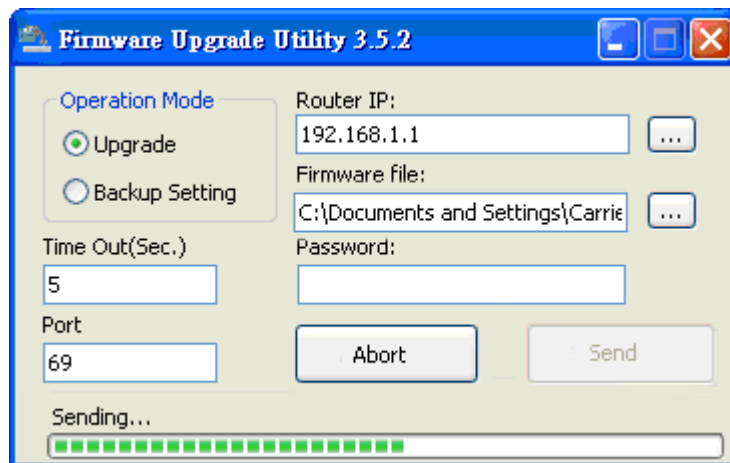 Firmware Upgrade Utility 3.5.2
Operation Mode
Upgrade
Backup Setting
Router IP:
192.168.1.1
...
Firmware file:
C:\Documents and Settings\Carrie
...
Time Out(Sec.)
5
Password:
Port
69
Abort
Send
Sending...